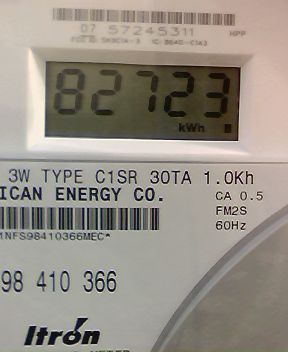 07 57245311
HPP
82723
kWh
3W TYPE C1SR 30TA 1.0Kh
ICAN ENERGY CO.
CA 0.5
FM2S
60Hz
1NFS98410366MEC*
98 410 366
Itron